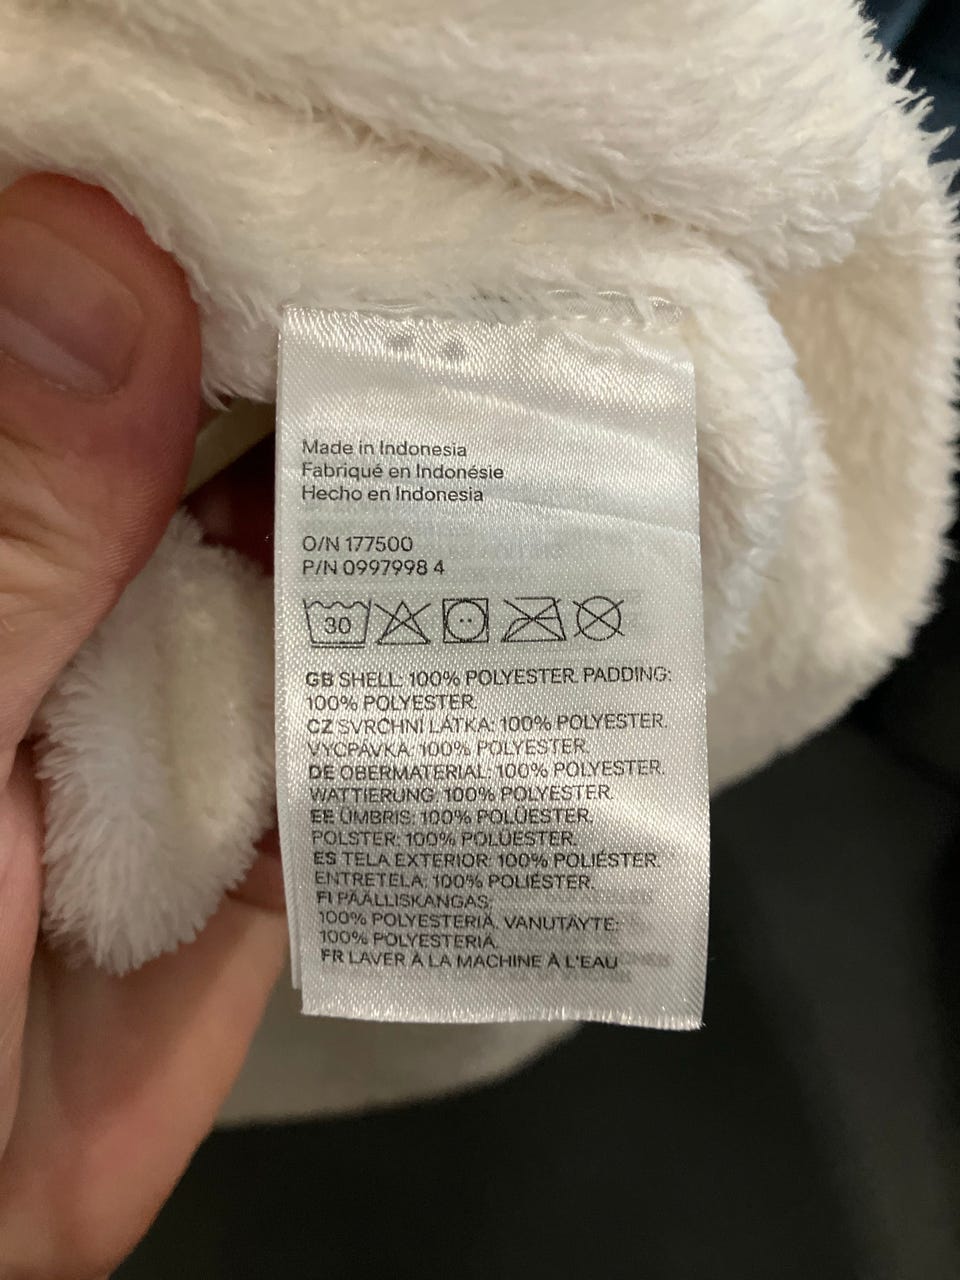 Made in Indonesia
Fabriqué en Indonésie
Hecho en Indonesia
O/N 177500
P/N 0997998 4
30
GB SHELL: 100% POLYESTER. PADDING:
100% POLYESTER.
CZ SVRCHNÍ LÁTKA: 100% POLYESTER.
VYCPÁVKA: 100% POLYESTER.
DE OBERMATERIAL: 100% POLYESTER.
WATTIERUNG: 100% POLYESTER.
EE ÜMBRIS: 100% POLÜESTER.
POLSTER: 100% POLÜESTER.
ES TELA EXTERIOR: 100% POLIÉSTER.
ENTRETELA: 100% POLIÉSTER.
FI PÄÄLLISKANGAS:
100% POLYESTERIÄ. VANUTÄYTE:
100% POLYESTERIÄ.
FR LAVER À LA MACHINE À L'EAU